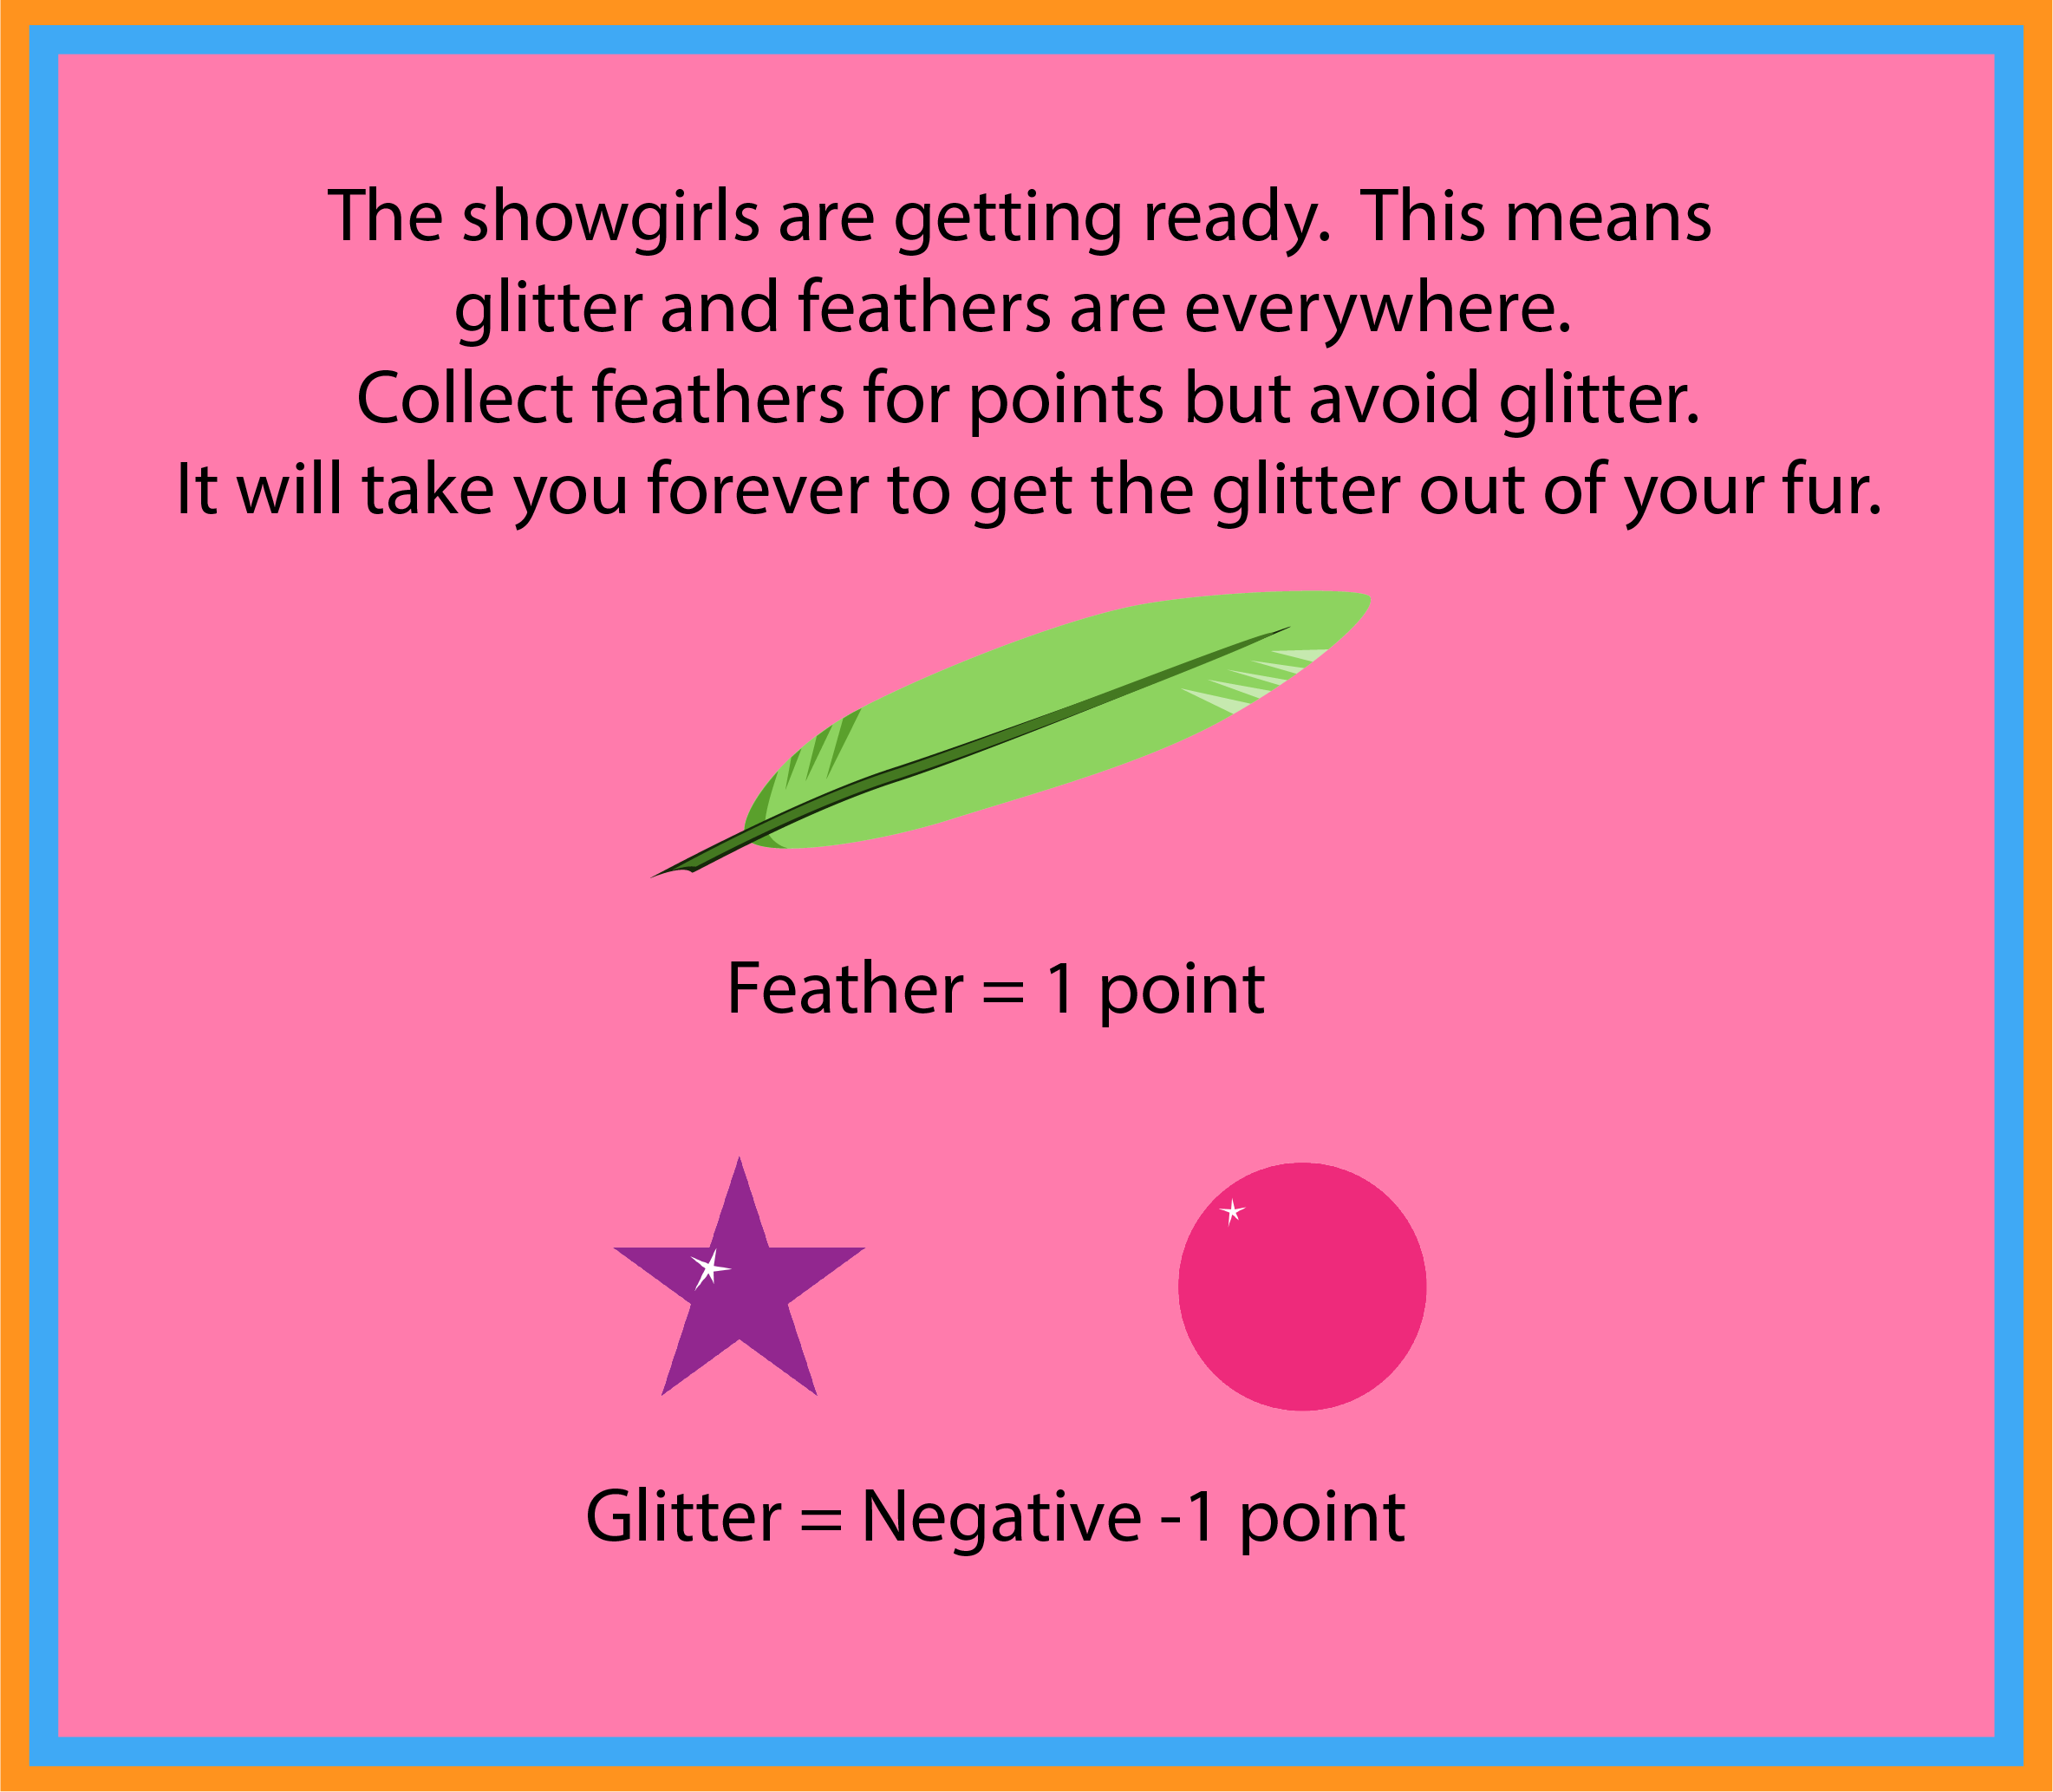 The showgirls are getting ready.  This means
glitter and feathers are everywhere.
Collect feathers for points but avoid glitter.
It will take you forever to get the glitter out of your fur.
Feather = 1 point
Glitter = Negative -1 point